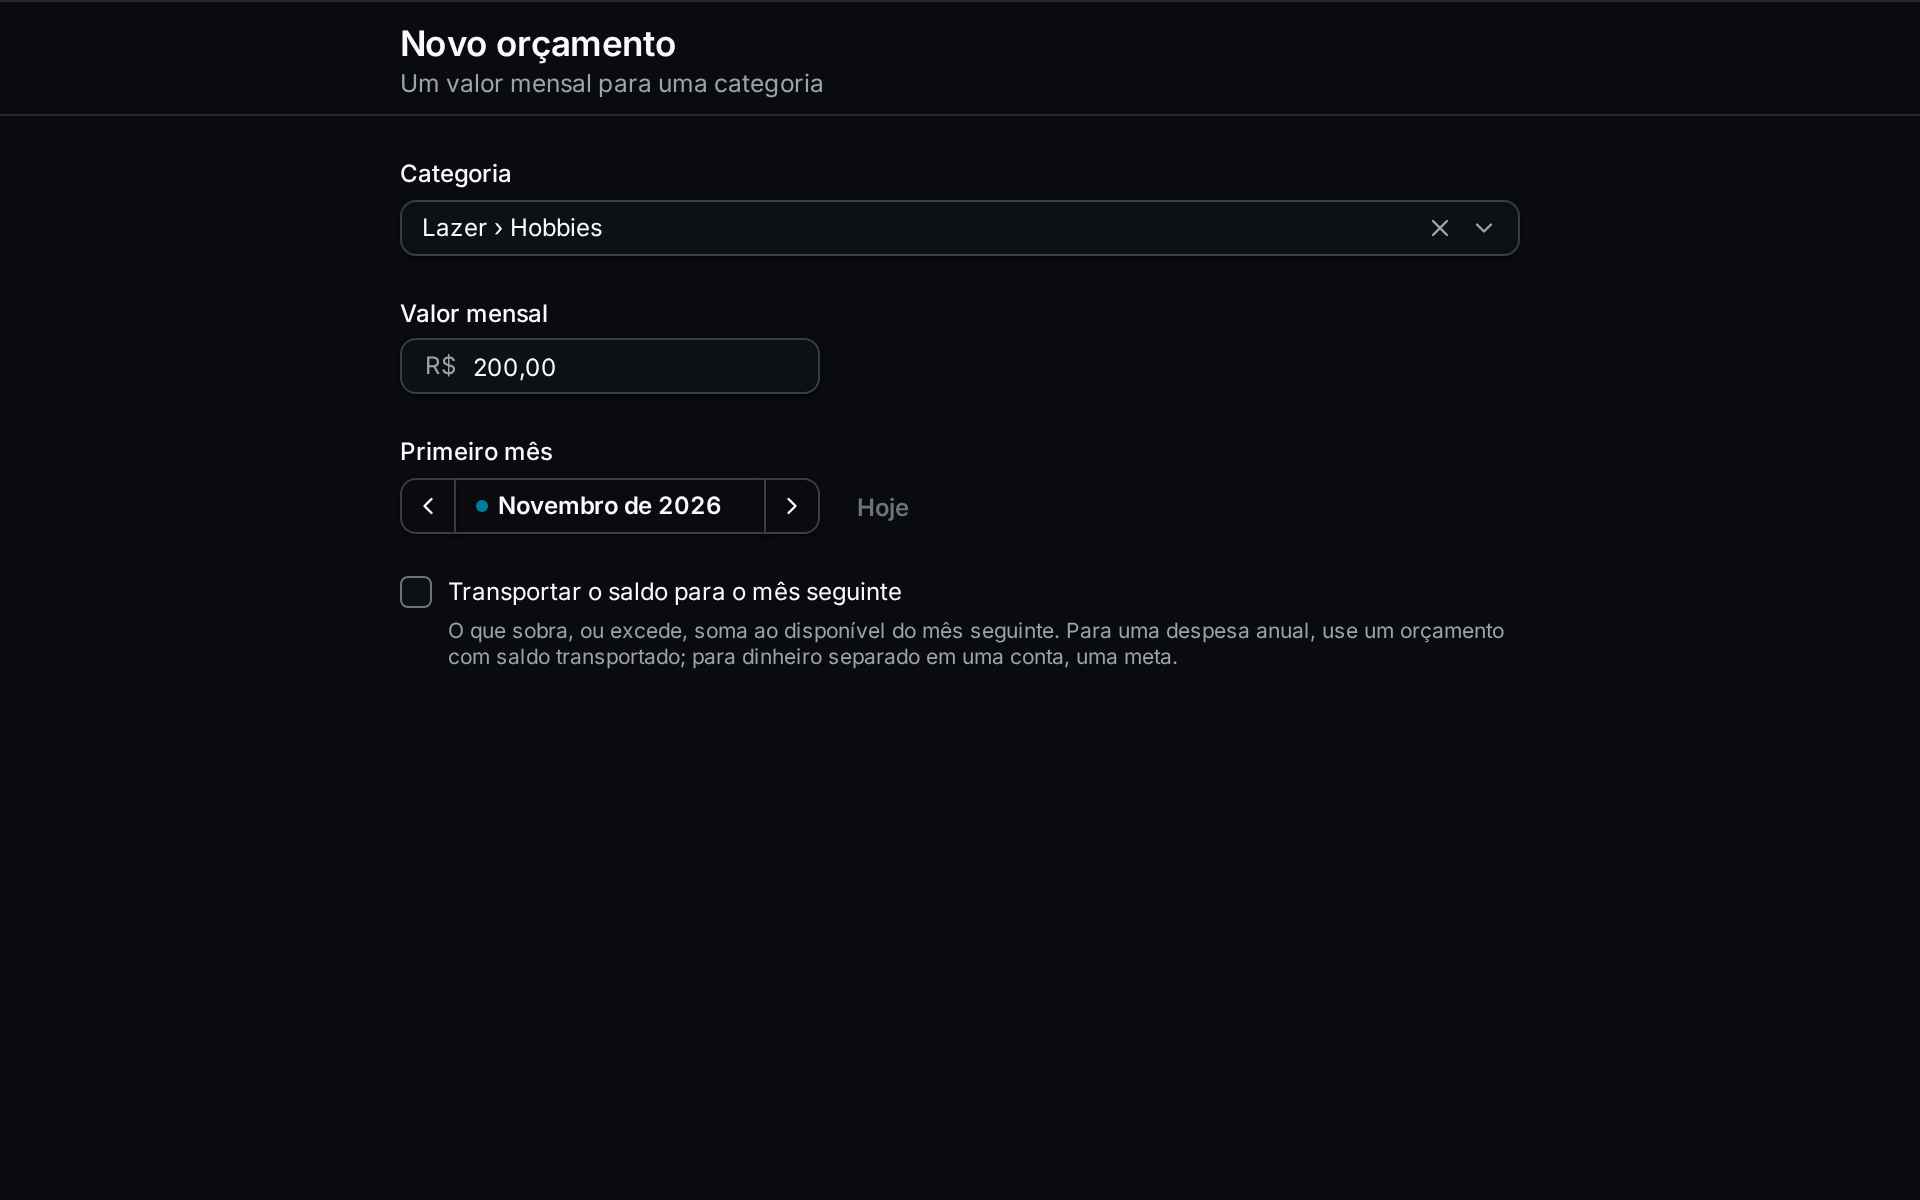 Novo orçamento
Um valor mensal para uma categoria
Categoria
Lazer › Hobbies
Valor mensal
R$ 200,00
Primeiro mês
Novembro de 2026
Hoje
Transportar o saldo para o mês seguinte
O que sobra, ou excede, soma ao disponível do mês seguinte. Para uma despesa anual, use um orçamento
com saldo transportado; para dinheiro separado em uma conta, uma meta.